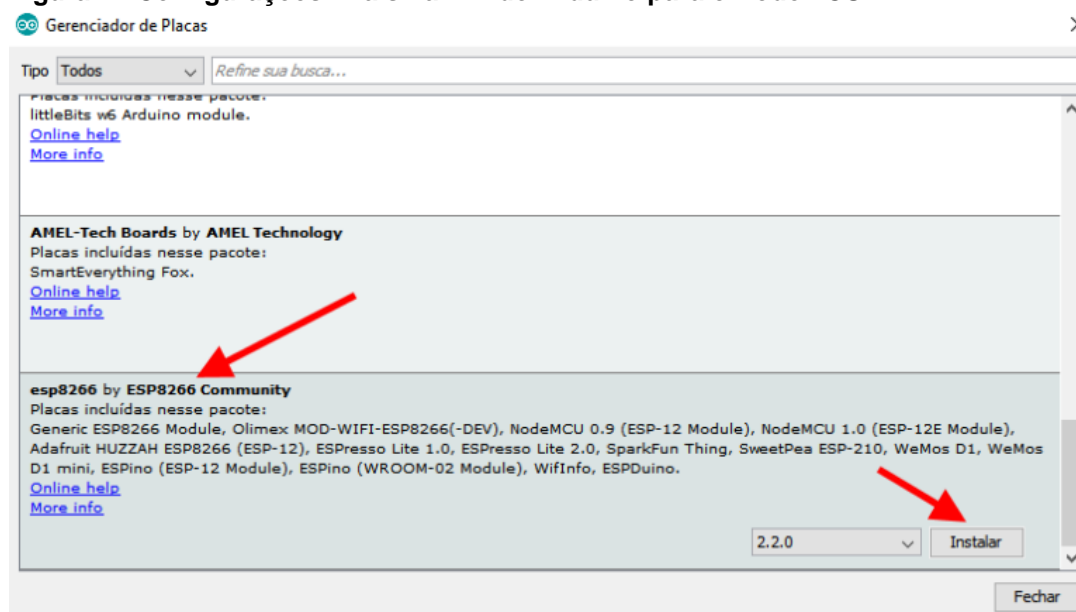 Gerenciador de Placas
Tipo Todos Refine sua busca...
Placas incluídas nesse pacote:
littleBits w6 Arduino module.
Online help
More info
AMEL-Tech Boards by AMEL Technology
Placas incluídas nesse pacote:
SmartEverything Fox.
Online help
More info
esp8266 by ESP8266 Community
Placas incluídas nesse pacote:
Generic ESP8266 Module, Olimex MOD-WIFI-ESP8266(-DEV), NodeMCU 0.9 (ESP-12 Module), NodeMCU 1.0 (ESP-12E Module),
Adafruit HUZZAH ESP8266 (ESP-12), ESPresso Lite 1.0, ESPresso Lite 2.0, SparkFun Thing, SweetPea ESP-210, WeMos D1, WeMos
D1 mini, ESPino (ESP-12 Module), ESPino (WROOM-02 Module), WifInfo, ESPDuino.
Online help
More info
2.2.0 Instalar
Fechar